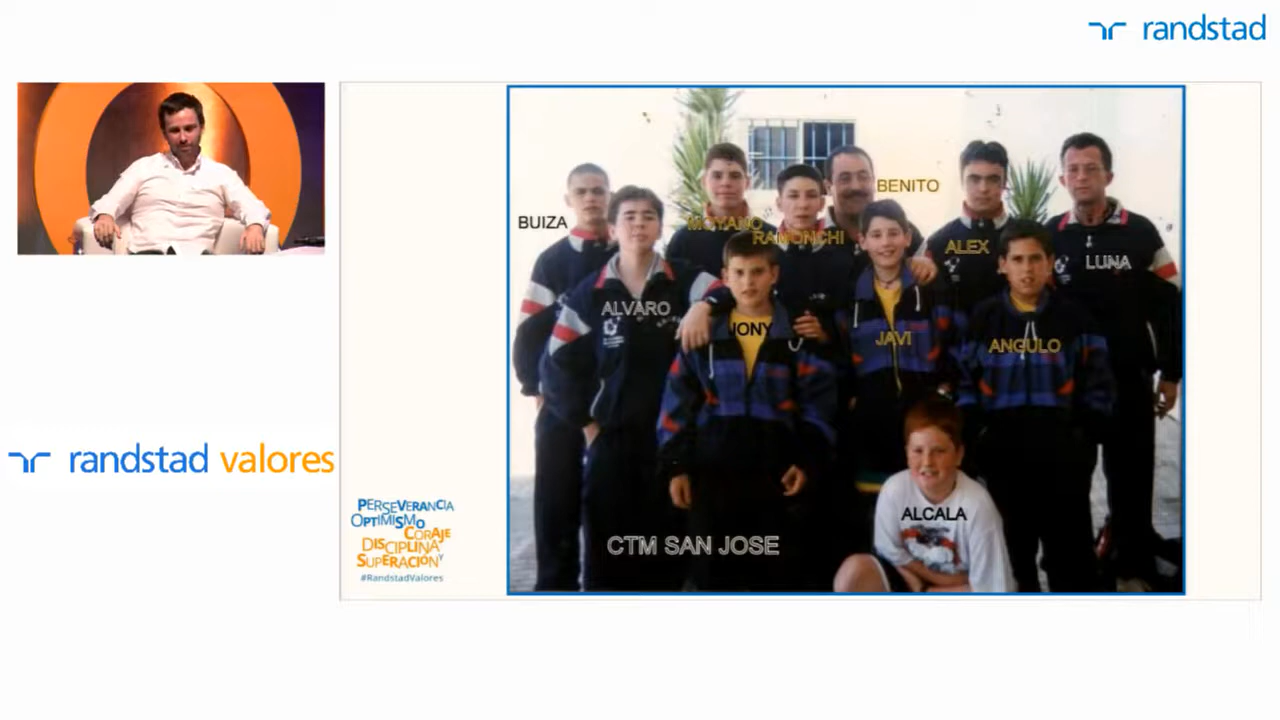 randstad
BENITO
BUIZA
MOYANO
RAMONCHI
ALEX
LUNA
ALVARO
JONY
JAVI
ANGULO
randstad valores
PERSEVERANCIA
OPTIMISMO
CORAJE
DISCIPLINA
Y
SUPERACIÓN
#RandstadValores
ALCALA
CTM SAN JOSE